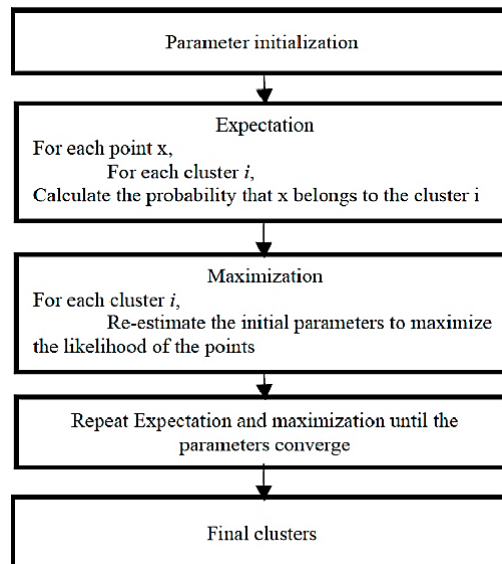 Parameter initialization
Expectation
For each point x,
For each cluster i,
Calculate the probability that x belongs to the cluster i
Maximization
For each cluster i,
Re-estimate the initial parameters to maximize
the likelihood of the points
Repeat Expectation and maximization until the
parameters converge
Final clusters